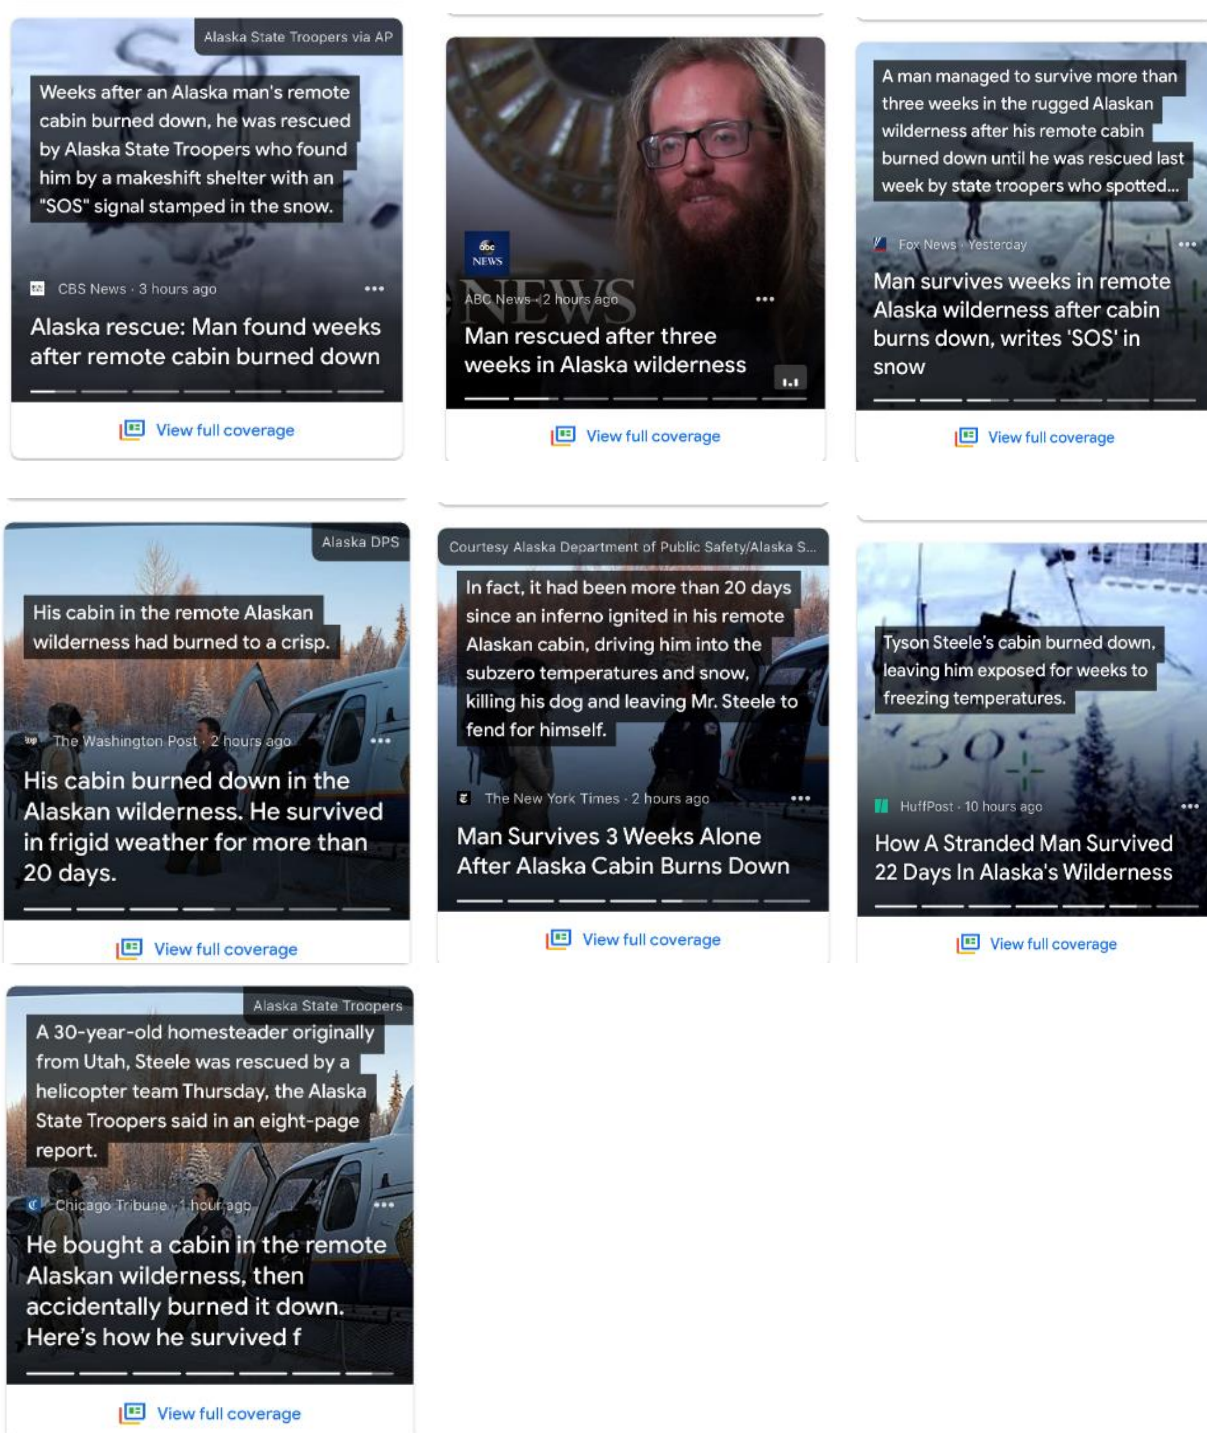 Alaska State Troopers via AP
Weeks after an Alaska man's remote
cabin burned down, he was rescued
by Alaska State Troopers who found
him by a makeshift shelter with an
"SOS" signal stamped in the snow.
CBS News · 3 hours ago
Alaska rescue: Man found weeks
after remote cabin burned down
View full coverage
abc
NEWS
NEWS
ABC News · 2 hours ago
Man rescued after three
weeks in Alaska wilderness
View full coverage
A man managed to survive more than
three weeks in the rugged Alaskan
wilderness after his remote cabin
burned down until he was rescued last
week by state troopers who spotted...
Fox News · Yesterday
Man survives weeks in remote
Alaska wilderness after cabin
burns down, writes 'SOS' in
snow
View full coverage
Alaska DPS
His cabin in the remote Alaskan
wilderness had burned to a crisp.
wp The Washington Post · 2 hours ago
His cabin burned down in the
Alaskan wilderness. He survived
in frigid weather for more than
20 days.
View full coverage
Courtesy Alaska Department of Public Safety/Alaska S...
In fact, it had been more than 20 days
since an inferno ignited in his remote
Alaskan cabin, driving him into the
subzero temperatures and snow,
killing his dog and leaving Mr. Steele to
fend for himself.
The New York Times · 2 hours ago
Man Survives 3 Weeks Alone
After Alaska Cabin Burns Down
View full coverage
Tyson Steele's cabin burned down,
leaving him exposed for weeks to
freezing temperatures.
SOS
HuffPost · 10 hours ago
How A Stranded Man Survived
22 Days In Alaska's Wilderness
View full coverage
Alaska State Troopers
A 30-year-old homesteader originally
from Utah, Steele was rescued by a
helicopter team Thursday, the Alaska
State Troopers said in an eight-page
report.
Chicago Tribune · 1 hour ago
He bought a cabin in the remote
Alaskan wilderness, then
accidentally burned it down.
Here's how he survived f
View full coverage